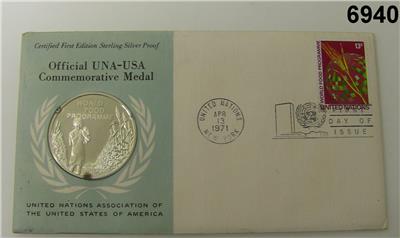 6940
Certified First Edition Sterling Silver Proof
Official UNA-USA
Commemorative Medal
WORLD
FOOD
PROGRAMME
UNITED NATIONS ASSOCIATION OF
THE UNITED STATES OF AMERICA
UNITED NATIONS
APR
13
1971
NEW YORK
13c
WORLD FOOD PROGRAMME
UNITED NATIONS
FIRST
DAY OF
ISSUE